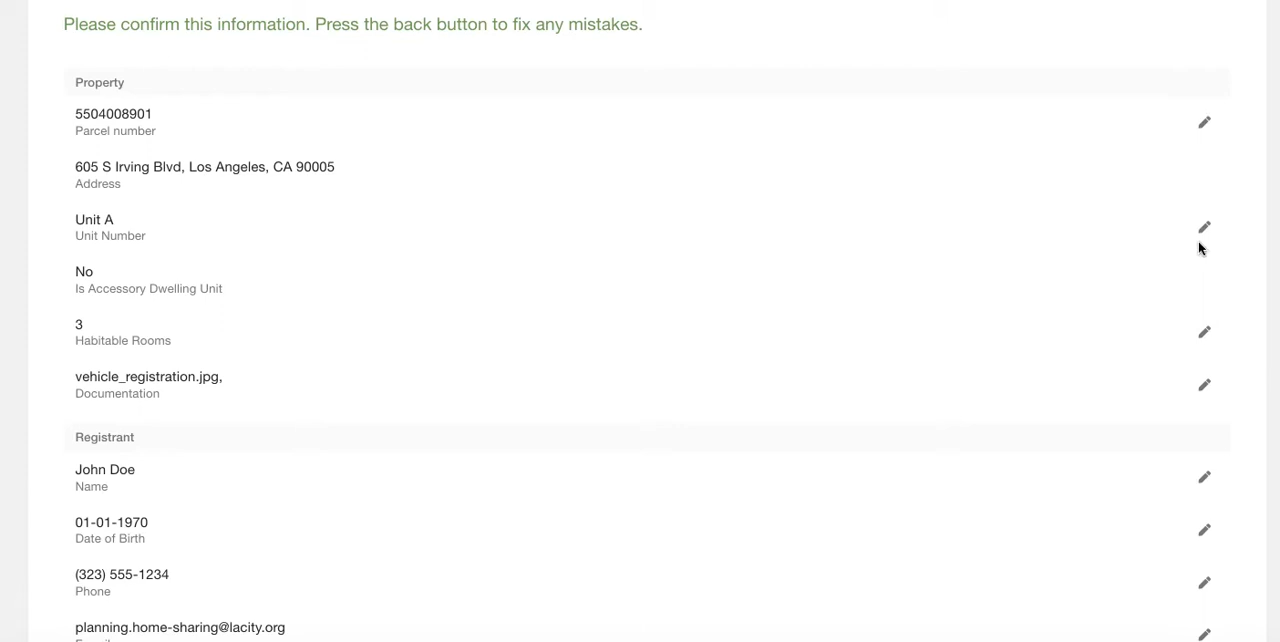 Please confirm this information. Press the back button to fix any mistakes.
Property
5504008901
Parcel number
605 S Irving Blvd, Los Angeles, CA 90005
Address
Unit A
Unit Number
No
Is Accessory Dwelling Unit
3
Habitable Rooms
vehicle_registration.jpg,
Documentation
Registrant
John Doe
Name
01-01-1970
Date of Birth
(323) 555-1234
Phone
planning.home-sharing@lacity.org